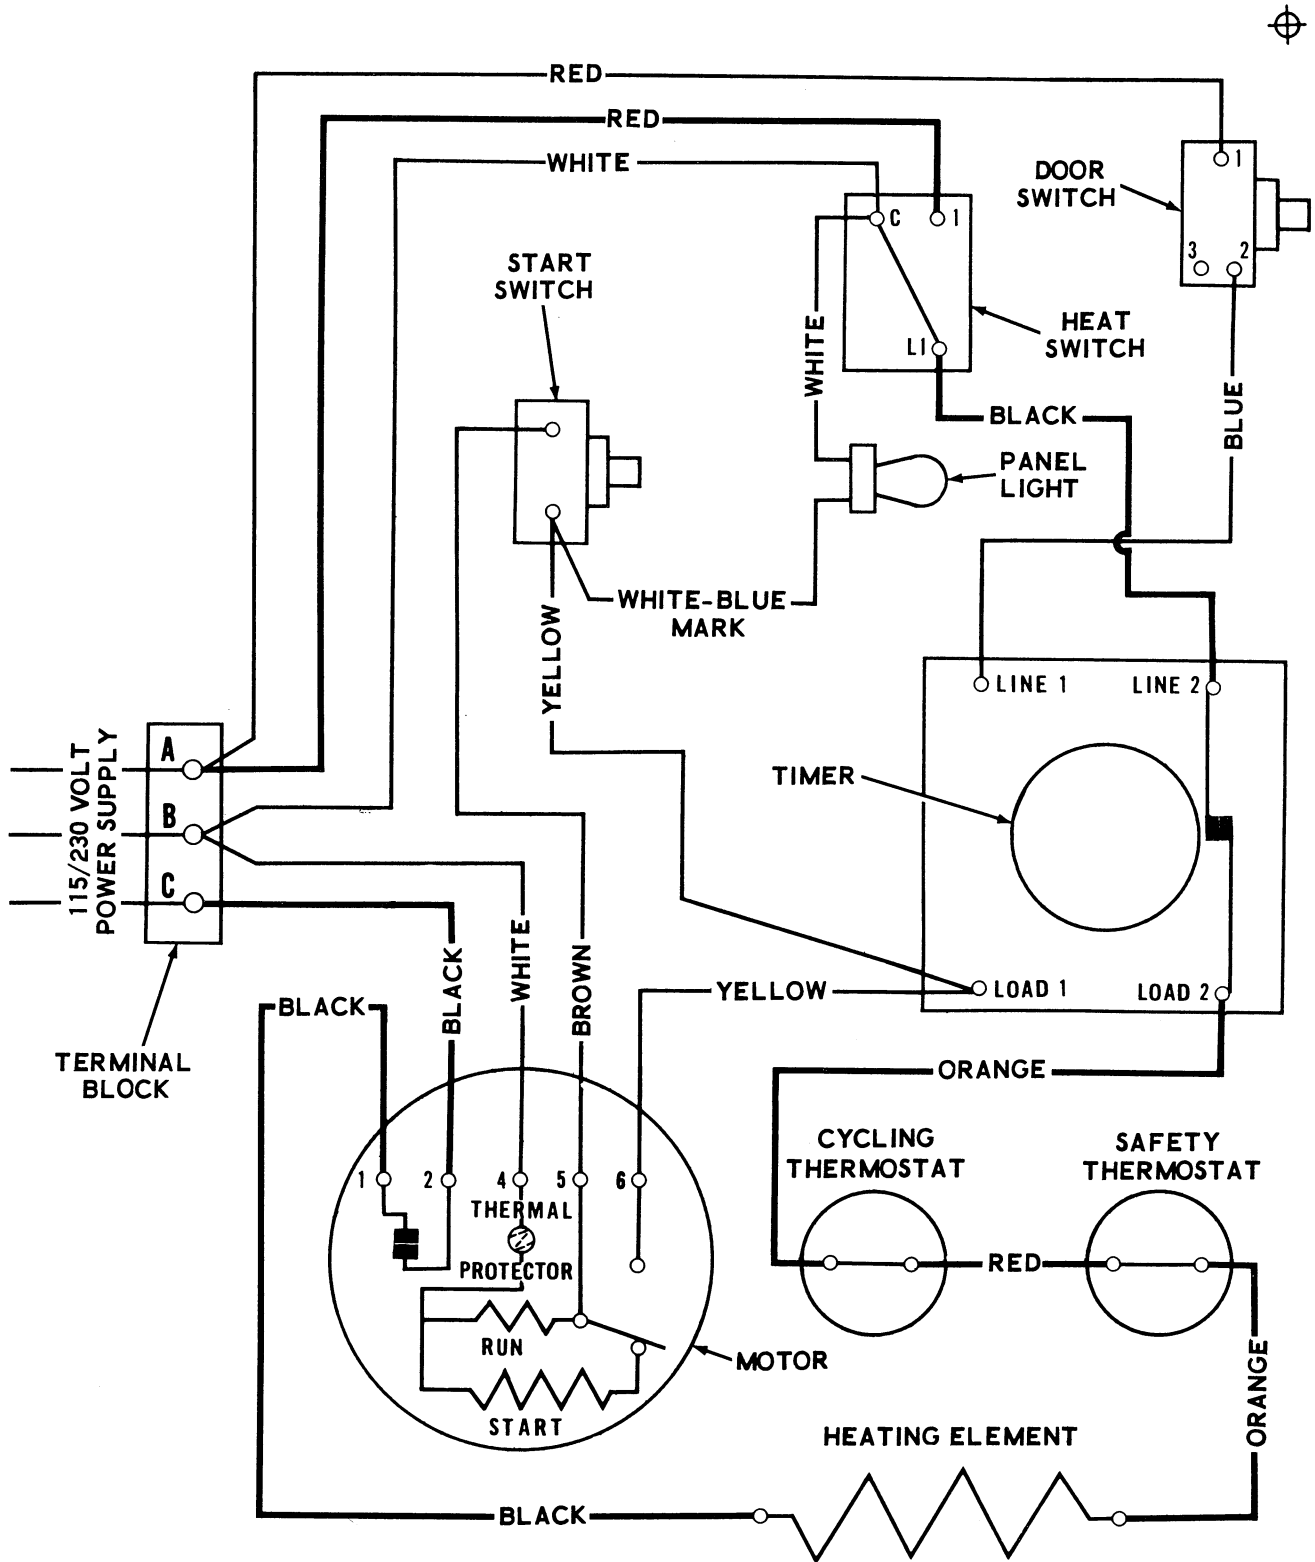 RED
RED
WHITE
DOOR
SWITCH
1
3
2
C
1
START
SWITCH
HEAT
SWITCH
WHITE
L1
BLACK
BLUE
PANEL
LIGHT
WHITE-BLUE
MARK
YELLOW
LINE 1
LINE 2
115/230 VOLT
POWER SUPPLY
A
B
C
TIMER
BLACK
BLACK
WHITE
BROWN
YELLOW
LOAD 1
LOAD 2
TERMINAL
BLOCK
ORANGE
CYCLING
THERMOSTAT
SAFETY
THERMOSTAT
1
2
4
5
6
THERMAL
PROTECTOR
RED
RUN
MOTOR
START
ORANGE
HEATING ELEMENT
BLACK